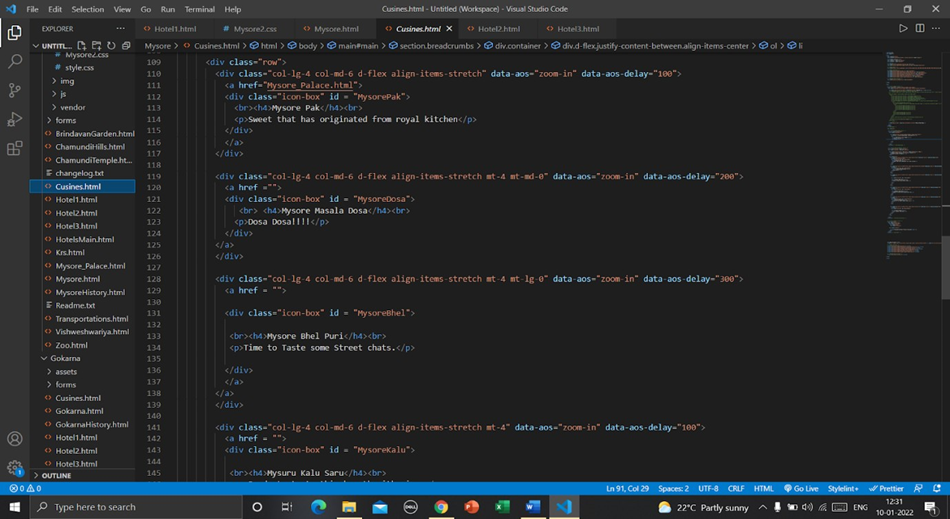 File Edit Selection View Go Run Terminal Help Cusines.html - Untitled (Workspace) - Visual Studio Code
EXPLORER ... Hotel1.html Mysore2.css Mysore.html Cusines.html Hotel2.html Hotel3.html
UNTITL... Mysore > Cusines.html > html > body > main#main > section.breadcrumbs > div.container > div.d-flex.justify-content-between.align-items-center > ol > li
Mysore2.css
style.css
img
js
vendor
forms
BrindavanGarden.html
ChamundiHills.html
ChamundiTemple.ht...
changelog.txt
Cusines.html
Hotel1.html
Hotel2.html
Hotel3.html
HotelsMain.html
Krs.html
Mysore_Palace.html
Mysore.html
MysoreHistory.html
Readme.txt
Transportations.html
Vishweshwariya.html
Zoo.html
Gokarna
assets
forms
Cusines.html
Gokarna.html
GokarnaHistory.html
Hotel1.html
Hotel2.html
Hotel3.html
OUTLINE
109 <div class="row">
110 <div class="col-lg-4 col-md-6 d-flex align-items-stretch" data-aos="zoom-in" data-aos-delay="100">
111 <a href="Mysore_Palace.html">
112 <div class="icon-box" id = "MysorePak">
113 <br><h4>Mysore Pak</h4><br>
114 <p>Sweet that has originated from royal kitchen</p>
115 </div>
116 </a>
117 </div>
118
119 <div class="col-lg-4 col-md-6 d-flex align-items-stretch mt-4 mt-md-0" data-aos="zoom-in" data-aos-delay="200">
120 <a href ="">
121 <div class="icon-box" id = "MysoreDosa">
122 <br> <h4>Mysore Masala Dosa</h4><br>
123 <p>Dosa Dosa!!!!</p>
124 </div>
125 </a>
126 </div>
127
128 <div class="col-lg-4 col-md-6 d-flex align-items-stretch mt-4 mt-lg-0" data-aos="zoom-in" data-aos-delay="300">
129 <a href = "">
130
131 <div class="icon-box" id = "MysoreBhel">
132
133 <br><h4>Mysore Bhel Puri</h4><br>
134 <p>Time to Taste some Street chats.</p>
135
136 </div>
137 </a>
138 </a>
139 </div>
140
141 <div class="col-lg-4 col-md-6 d-flex align-items-stretch mt-4" data-aos="zoom-in" data-aos-delay="100">
142 <a href = "">
143 <div class="icon-box" id = "MysoreKalu">
144
145 <br><h4>Mysuru Kalu Saru</h4><br>
0 0 Ln 91, Col 29 Spaces: 2 UTF-8 CRLF HTML Go Live Stylelint+ Prettier
Type here to search 22°C Partly sunny ENG 12:31
10-01-2022